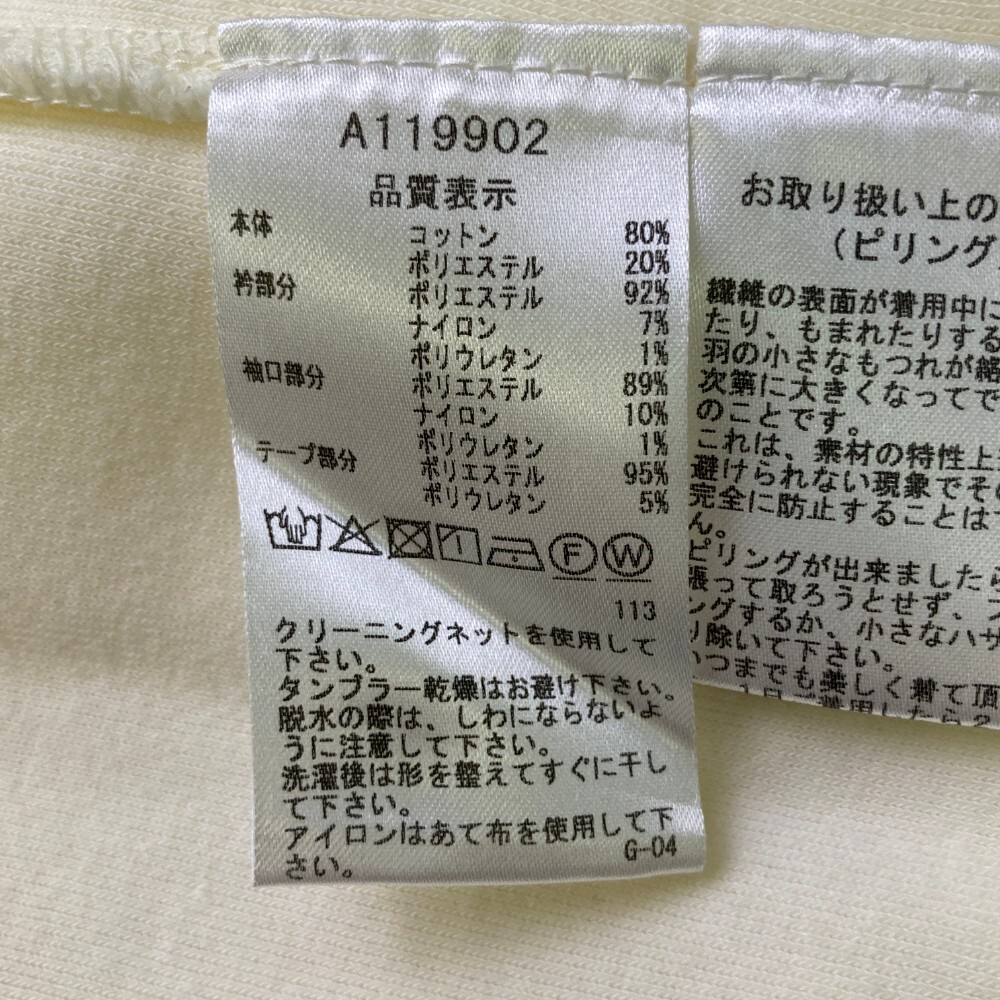 A119902
品質表示
本体 コットン 80%
ポリエステル 20%
衿部分 ポリエステル 92%
ナイロン 7%
ポリウレタン 1%
袖口部分 ポリエステル 89%
ナイロン 10%
ポリウレタン 1%
テープ部分 ポリエステル 95%
ポリウレタン 5%
F W
113
クリーニングネットを使用して
下さい。
タンブラー乾燥はお避け下さい。
脱水の際は、しわにならないよ
うに注意して下さい。
洗濯後は形を整えてすぐに干し
て下さい。
アイロンはあて布を使用して下
さい。
G-04
お取り扱い上の
(ピリング
繊維の表面が着用中に
たり、もまれたりする
羽の小さなもつれが絡
次第に大きくなってで
のことです。
これは、素材の特性上
避けられない現象でその
完全に防止することは
ん。
ピリングが出来ましたら
張って取ろうとせず、
ングするか、小さなハサ
り除いて下さい。
いつまでも美しく着て頂
1日ご着用したら2